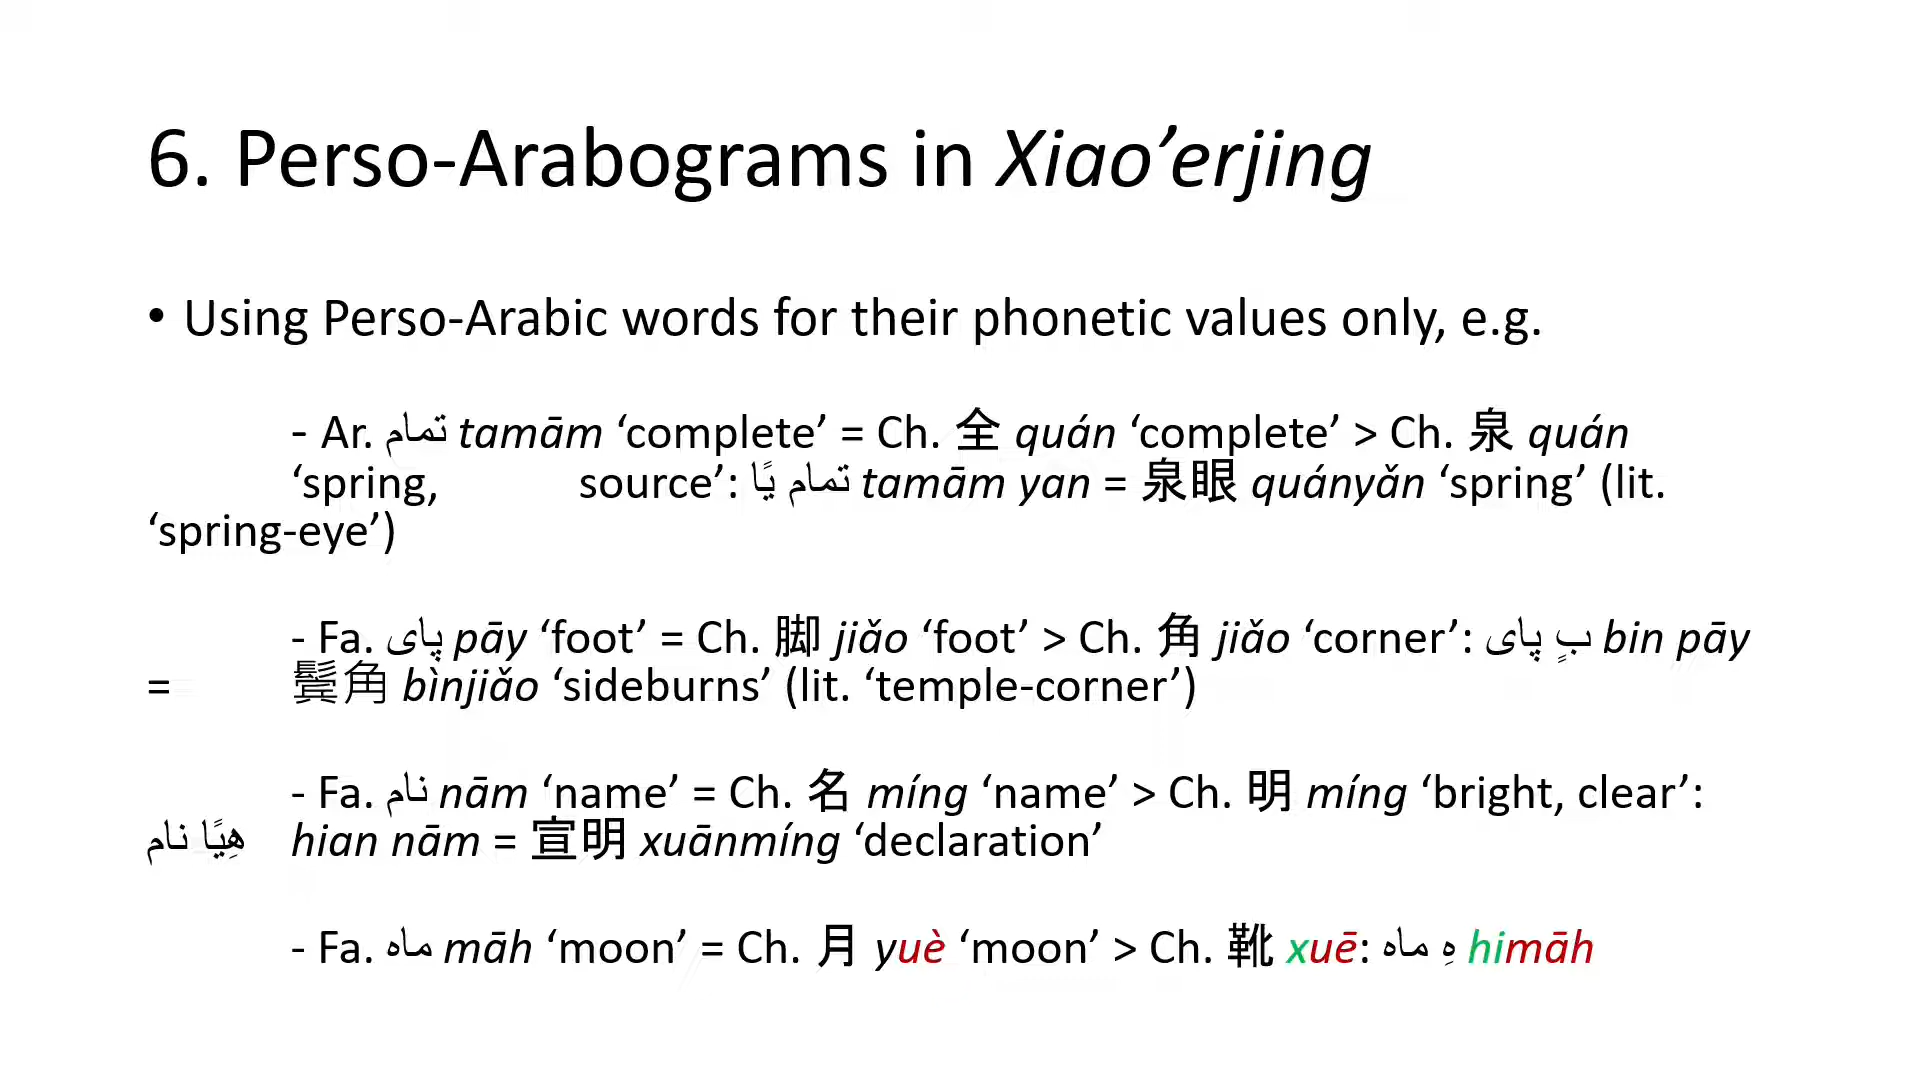 6. Perso-Arabograms in Xiao’erjing
• Using Perso-Arabic words for their phonetic values only, e.g.
- Ar. تمام tamām ‘complete’ = Ch. 全 quán ‘complete’ > Ch. 泉 quán
‘spring, source’: تمام يًا tamām yan = 泉眼 quányǎn ‘spring’ (lit.
‘spring-eye’)
- Fa. پای pāy ‘foot’ = Ch. 脚 jiǎo ‘foot’ > Ch. 角 jiǎo ‘corner’: بٍ پای bin pāy
= 鬓角 bìnjiǎo ‘sideburns’ (lit. ‘temple-corner’)
- Fa. نام nām ‘name’ = Ch. 名 míng ‘name’ > Ch. 明 míng ‘bright, clear’:
هِيًا نام hian nām = 宣明 xuānmíng ‘declaration’
- Fa. ماه māh ‘moon’ = Ch. 月 yuè ‘moon’ > Ch. 靴 xuē: هِ ماه himāh